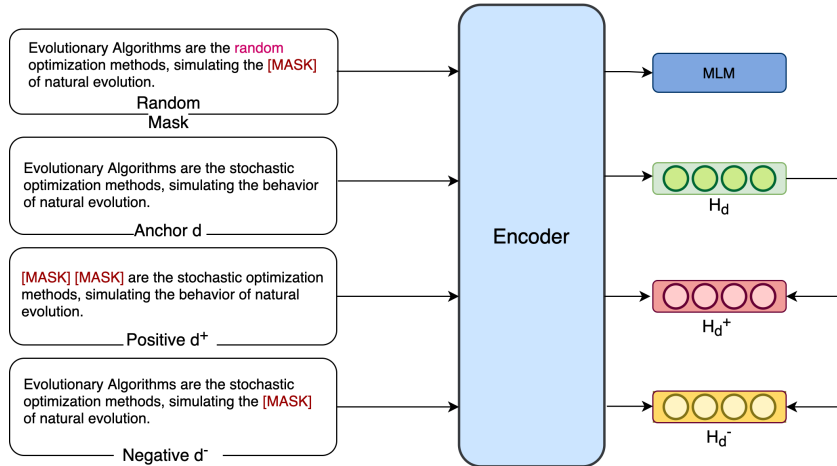 Evolutionary Algorithms are the random
optimization methods, simulating the [MASK]
of natural evolution.
Random
Mask
Evolutionary Algorithms are the stochastic
optimization methods, simulating the behavior
of natural evolution.
Anchor d
[MASK] [MASK] are the stochastic optimization
methods, simulating the behavior of natural
evolution.
Positive d+
Evolutionary Algorithms are the stochastic
optimization methods, simulating the [MASK]
of natural evolution.
Negative d-
Encoder
MLM
Hd
Hd+
Hd-